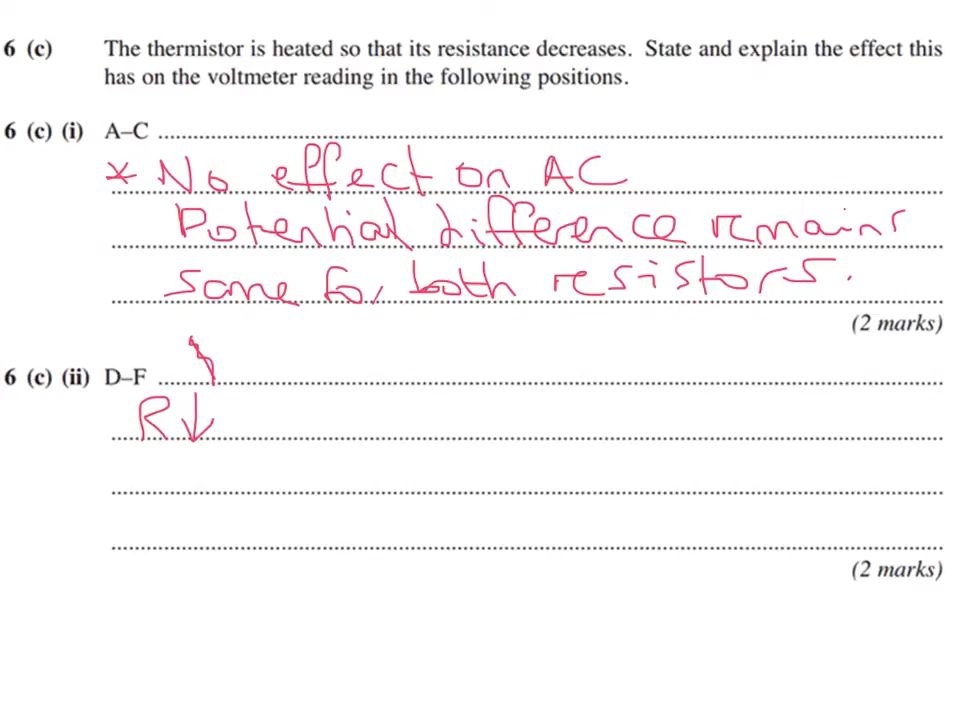 6 (c) The thermistor is heated so that its resistance decreases. State and explain the effect this
has on the voltmeter reading in the following positions.
6 (c) (i) A–C
* No effect on AC
Potential difference remains
same for both resistors.
(2 marks)
6 (c) (ii) D–F
R ↓
(2 marks)